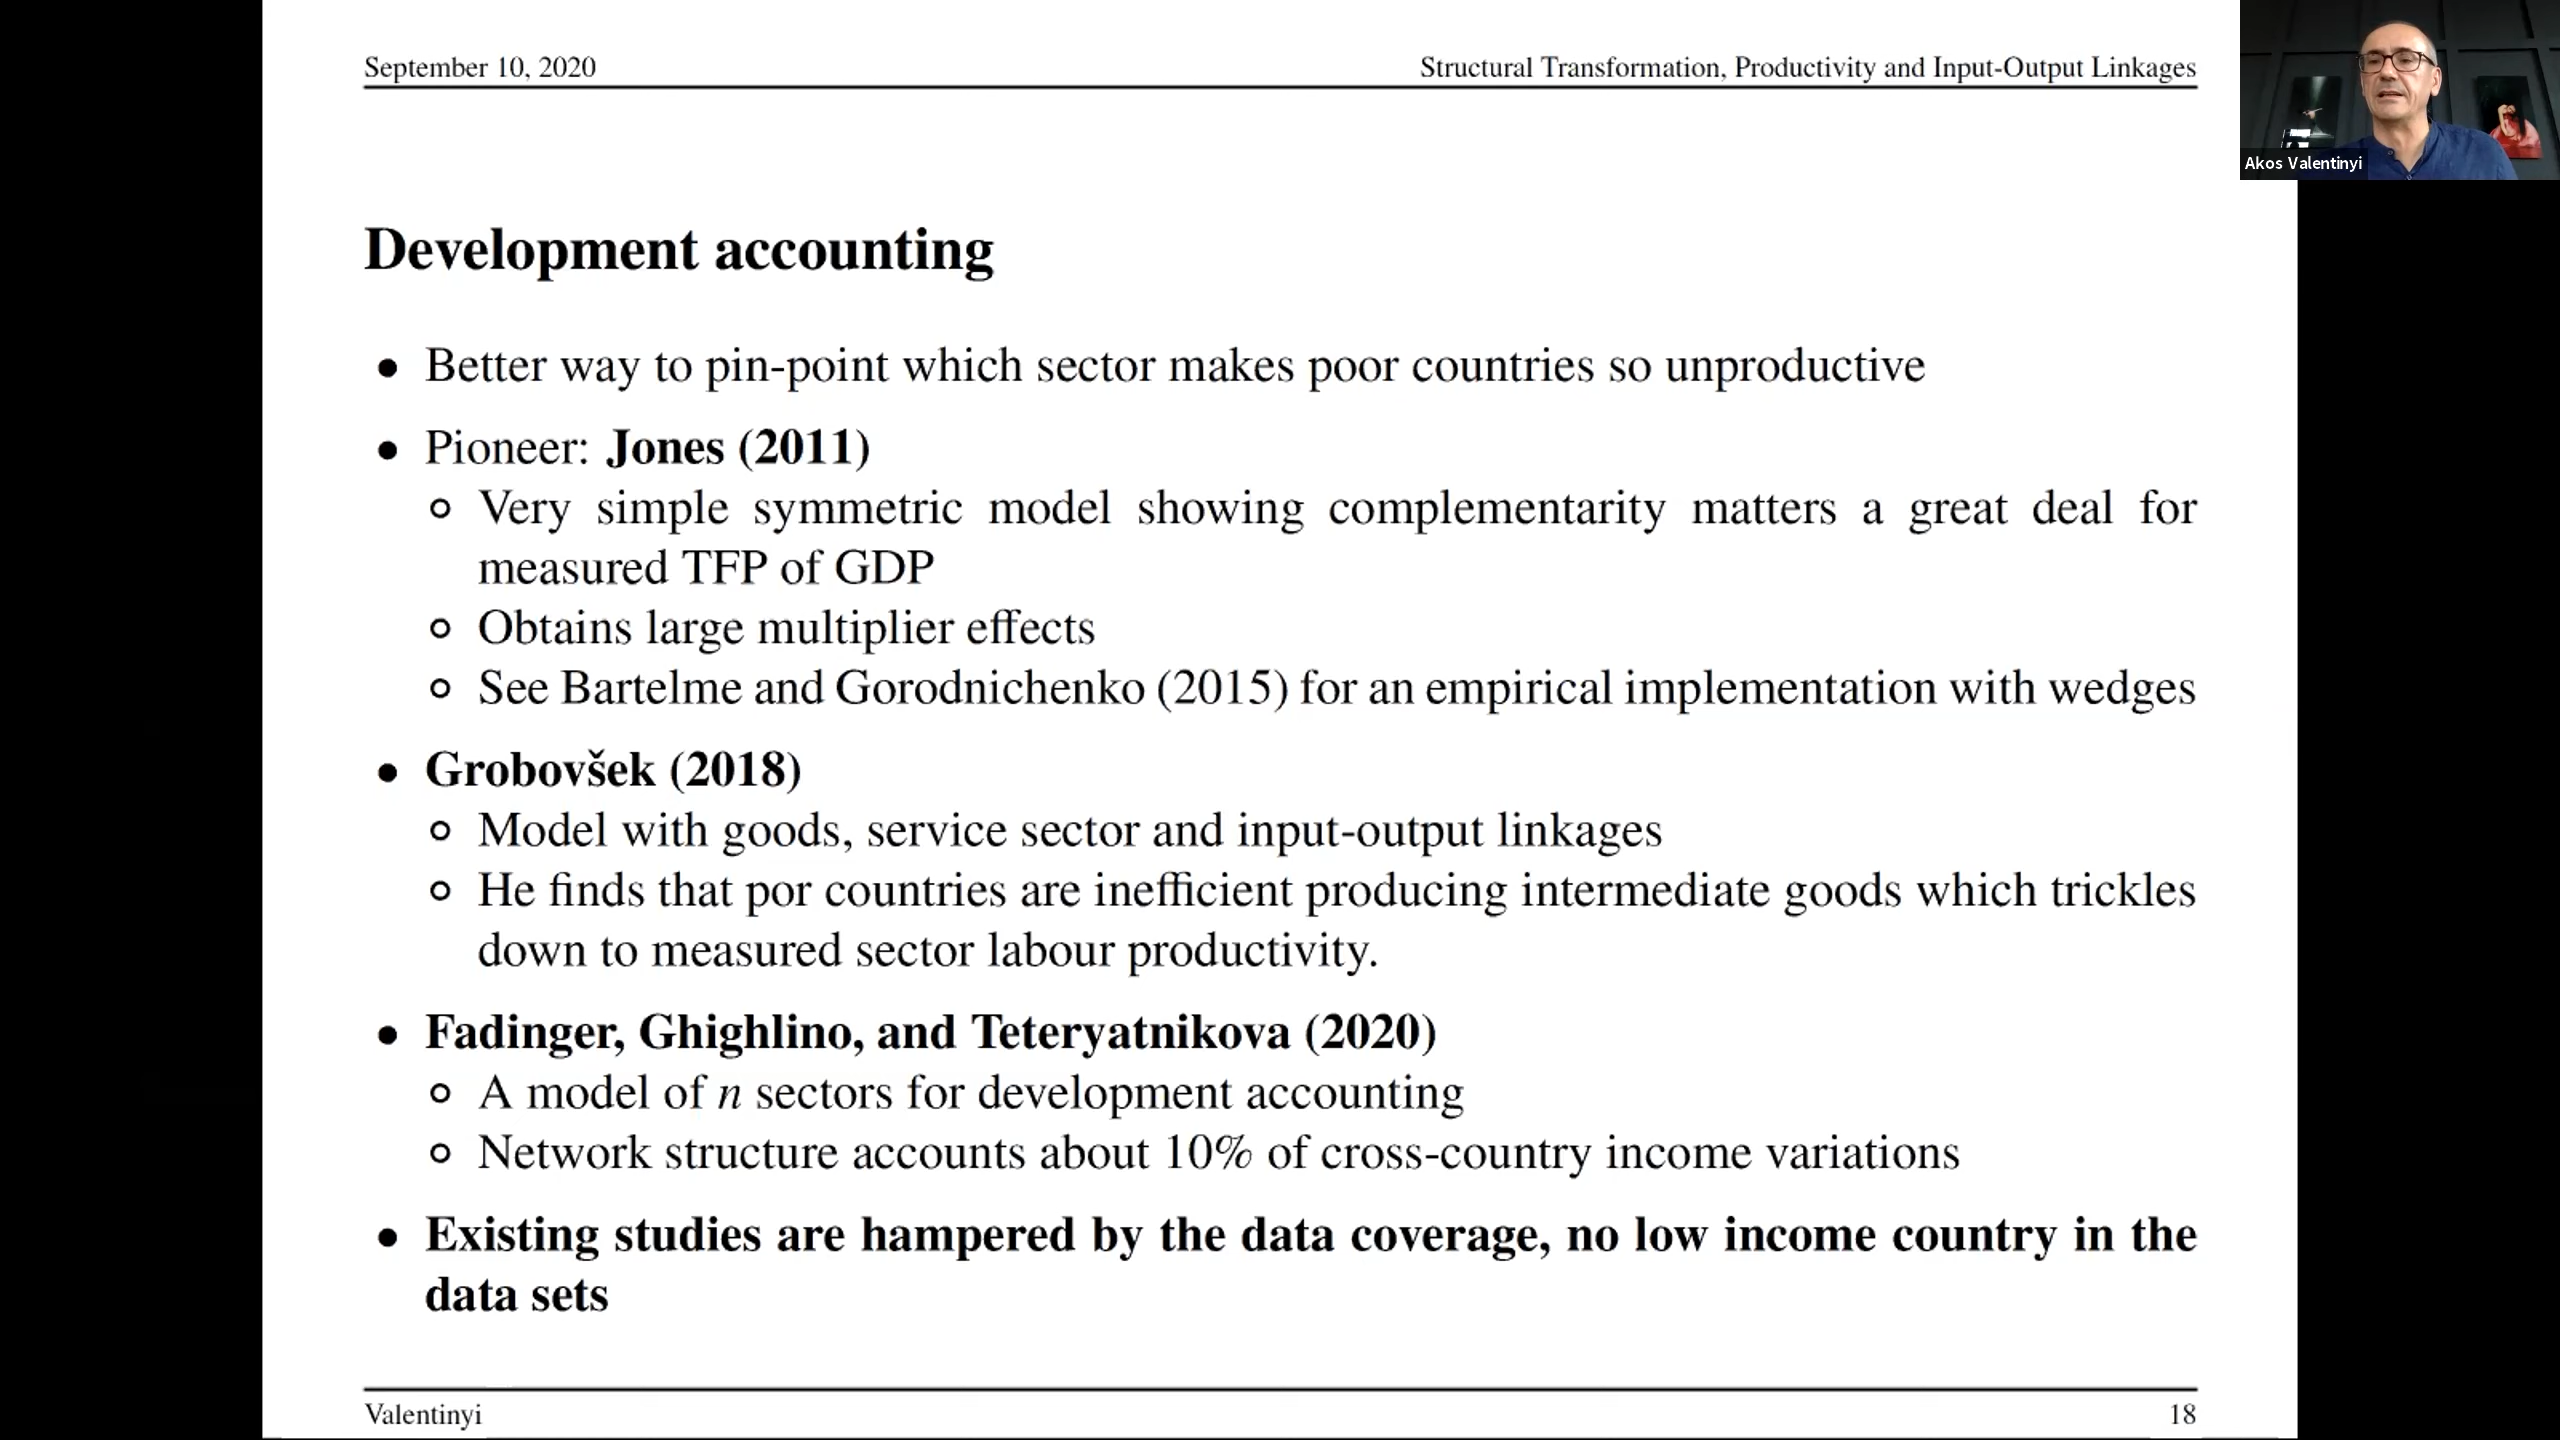 September 10, 2020
Structural Transformation, Productivity and Input-Output Linkages
Akos Valentinyi
Development accounting
• Better way to pin-point which sector makes poor countries so unproductive
• Pioneer: Jones (2011)
◦ Very simple symmetric model showing complementarity matters a great deal for
measured TFP of GDP
◦ Obtains large multiplier effects
◦ See Bartelme and Gorodnichenko (2015) for an empirical implementation with wedges
• Grobovšek (2018)
◦ Model with goods, service sector and input-output linkages
◦ He finds that por countries are inefficient producing intermediate goods which trickles
down to measured sector labour productivity.
• Fadinger, Ghighlino, and Teteryatnikova (2020)
◦ A model of n sectors for development accounting
◦ Network structure accounts about 10% of cross-country income variations
• Existing studies are hampered by the data coverage, no low income country in the
data sets
Valentinyi
18